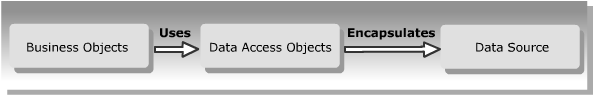 Business Objects
Uses
Data Access Objects
Encapsulates
Data Source